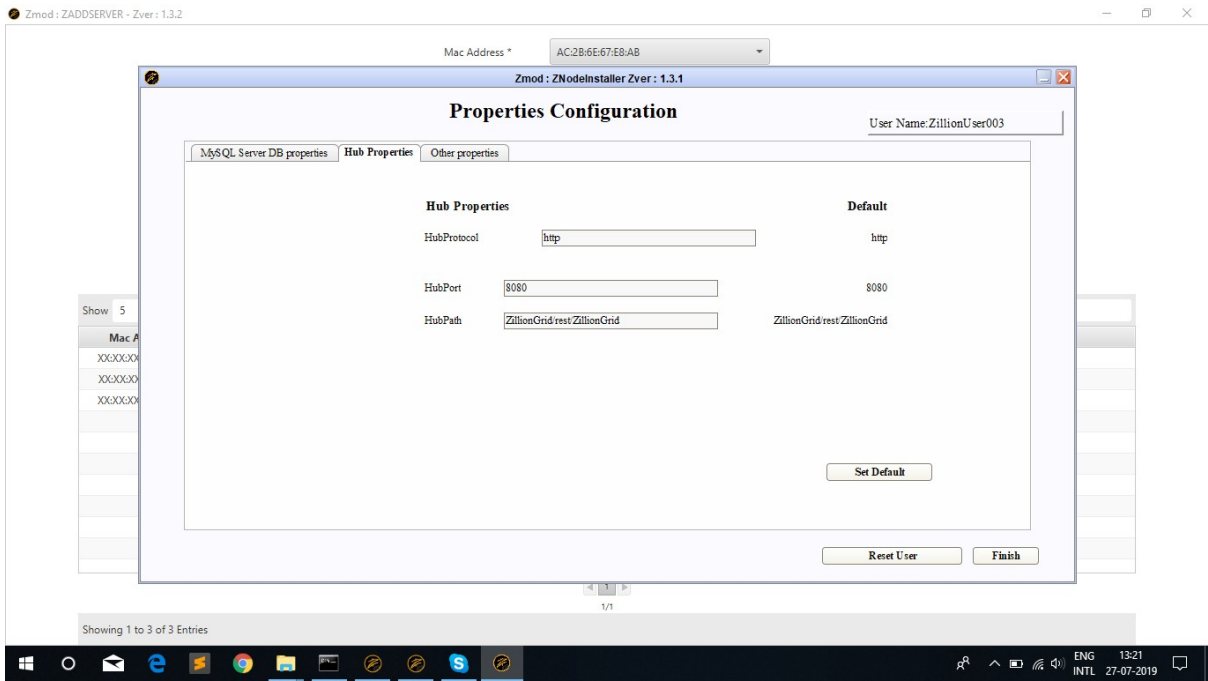 Zmod : ZADDSERVER - Zver : 1.3.2
Mac Address * AC:2B:6E:67:E8:AB
Zmod : ZNodeInstaller Zver : 1.3.1
Properties Configuration
User Name:ZillionUser003
MySQL Server DB properties Hub Properties Other properties
Hub Properties Default
HubProtocol http http
HubPort 8080 8080
HubPath ZillionGrid/rest/ZillionGrid ZillionGrid/rest/ZillionGrid
Show 5
Mac A
XX:XX:XX
XX:XX:XX
XX:XX:XX
Set Default
Reset User Finish
1
1/1
Showing 1 to 3 of 3 Entries
ENG 13:21
INTL 27-07-2019